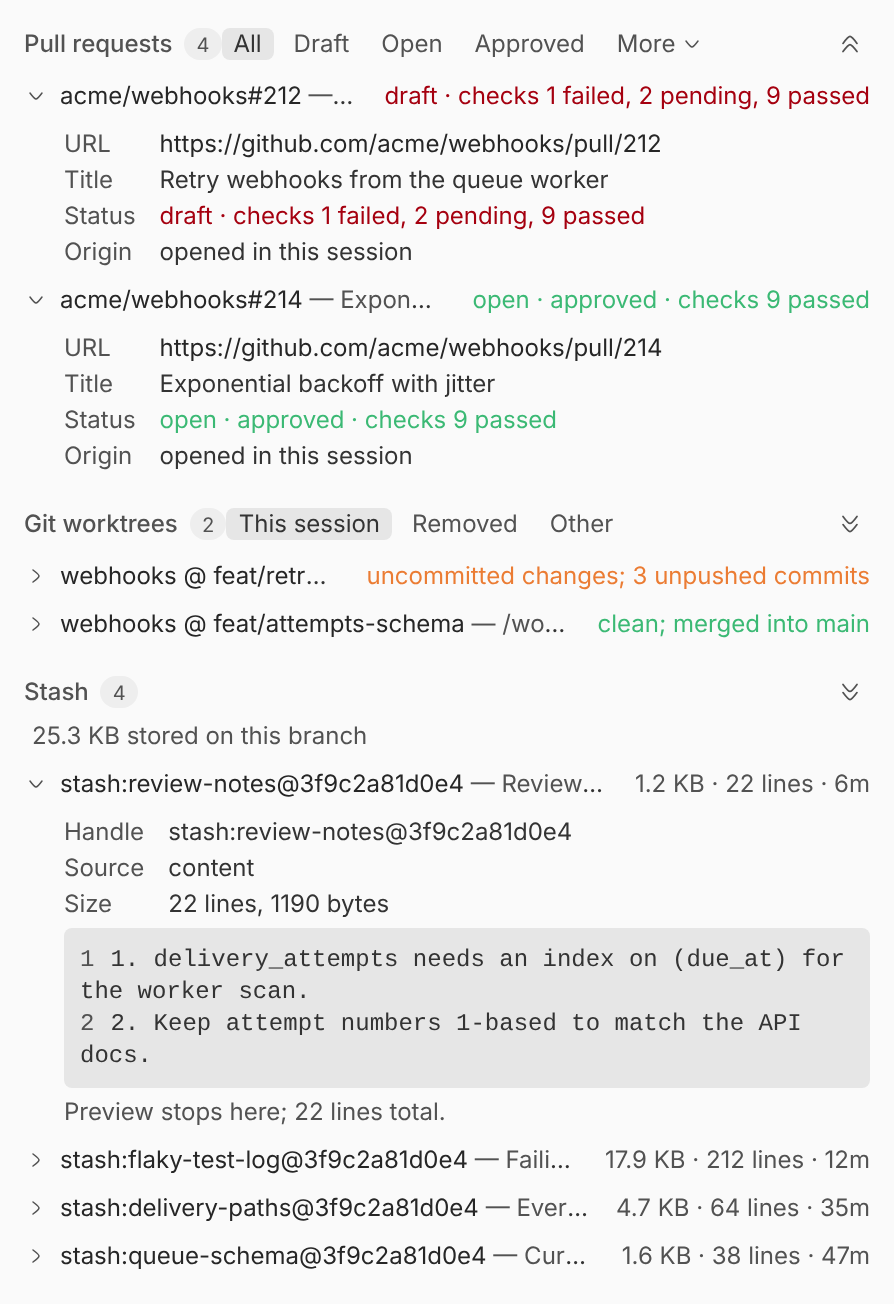 Pull requests 4 All Draft Open Approved More
acme/webhooks#212 —... draft · checks 1 failed, 2 pending, 9 passed
URL https://github.com/acme/webhooks/pull/212
Title Retry webhooks from the queue worker
Status draft · checks 1 failed, 2 pending, 9 passed
Origin opened in this session
acme/webhooks#214 — Expon... open · approved · checks 9 passed
URL https://github.com/acme/webhooks/pull/214
Title Exponential backoff with jitter
Status open · approved · checks 9 passed
Origin opened in this session
Git worktrees 2 This session Removed Other
webhooks @ feat/retr... uncommitted changes; 3 unpushed commits
webhooks @ feat/attempts-schema — /wo... clean; merged into main
Stash 4
25.3 KB stored on this branch
stash:review-notes@3f9c2a81d0e4 — Review... 1.2 KB · 22 lines · 6m
Handle stash:review-notes@3f9c2a81d0e4
Source content
Size 22 lines, 1190 bytes
1 1. delivery_attempts needs an index on (due_at) for
the worker scan.
2 2. Keep attempt numbers 1-based to match the API
docs.
Preview stops here; 22 lines total.
stash:flaky-test-log@3f9c2a81d0e4 — Faili... 17.9 KB · 212 lines · 12m
stash:delivery-paths@3f9c2a81d0e4 — Ever... 4.7 KB · 64 lines · 35m
stash:queue-schema@3f9c2a81d0e4 — Cur... 1.6 KB · 38 lines · 47m